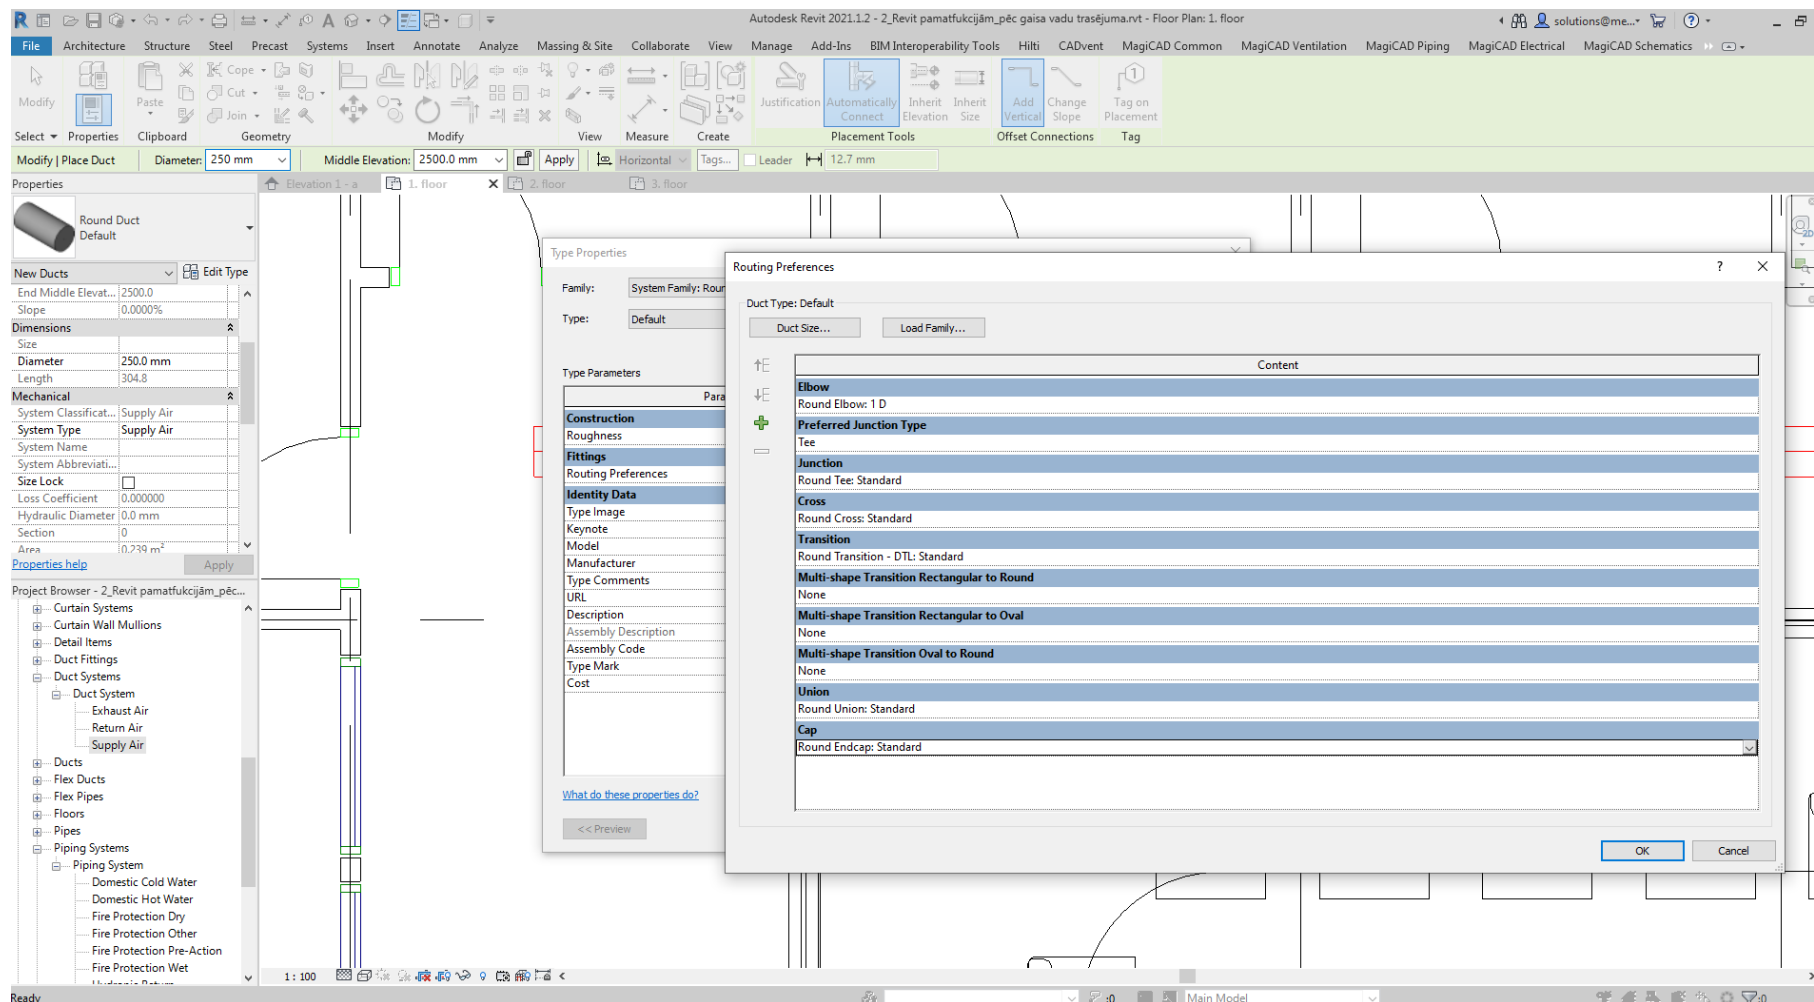 Autodesk Revit 2021.1.2 - 2_Revit pamatfukcijām_pēc gaisa vadu trasējuma.rvt - Floor Plan: 1. floor
solutions@me...
File Architecture Structure Steel Precast Systems Insert Annotate Analyze Massing & Site Collaborate View Manage Add-Ins BIM Interoperability Tools Hilti CADvent MagiCAD Common MagiCAD Ventilation MagiCAD Piping MagiCAD Electrical MagiCAD Schematics
Modify
Paste
Cope
Cut
Join
Justification
Automatically Connect
Inherit Elevation
Inherit Size
Add Vertical
Change Slope
Tag on Placement
Select Properties Clipboard Geometry Modify View Measure Create Placement Tools Offset Connections Tag
Modify | Place Duct Diameter: 250 mm Middle Elevation: 2500.0 mm Apply Horizontal Tags... Leader 12.7 mm
Properties
Elevation 1 - a 1. floor 2. floor 3. floor
Round Duct
Default
New Ducts Edit Type
End Middle Elevat... 2500.0
Slope 0.0000%
Dimensions
Size
Diameter 250.0 mm
Length 304.8
Mechanical
System Classificat... Supply Air
System Type Supply Air
System Name
System Abbreviati...
Size Lock
Loss Coefficient 0.000000
Hydraulic Diameter 0.0 mm
Section 0
Area 0.239 m²
Properties help Apply
Project Browser - 2_Revit pamatfukcijām_pēc...
Curtain Systems
Curtain Wall Mullions
Detail Items
Duct Fittings
Duct Systems
Duct System
Exhaust Air
Return Air
Supply Air
Ducts
Flex Ducts
Flex Pipes
Floors
Pipes
Piping Systems
Piping System
Domestic Cold Water
Domestic Hot Water
Fire Protection Dry
Fire Protection Other
Fire Protection Pre-Action
Fire Protection Wet
Hydronic Return
Type Properties
Family: System Family: Roun
Type: Default
Type Parameters
Para
Construction
Roughness
Fittings
Routing Preferences
Identity Data
Type Image
Keynote
Model
Manufacturer
Type Comments
URL
Description
Assembly Description
Assembly Code
Type Mark
Cost
What do these properties do?
<< Preview
Routing Preferences
Duct Type: Default
Duct Size... Load Family...
Content
Elbow
Round Elbow: 1 D
Preferred Junction Type
Tee
Junction
Round Tee: Standard
Cross
Round Cross: Standard
Transition
Round Transition - DTL: Standard
Multi-shape Transition Rectangular to Round
None
Multi-shape Transition Rectangular to Oval
None
Multi-shape Transition Oval to Round
None
Union
Round Union: Standard
Cap
Round Endcap: Standard
OK Cancel
1 : 100
Ready :0 Main Model :0